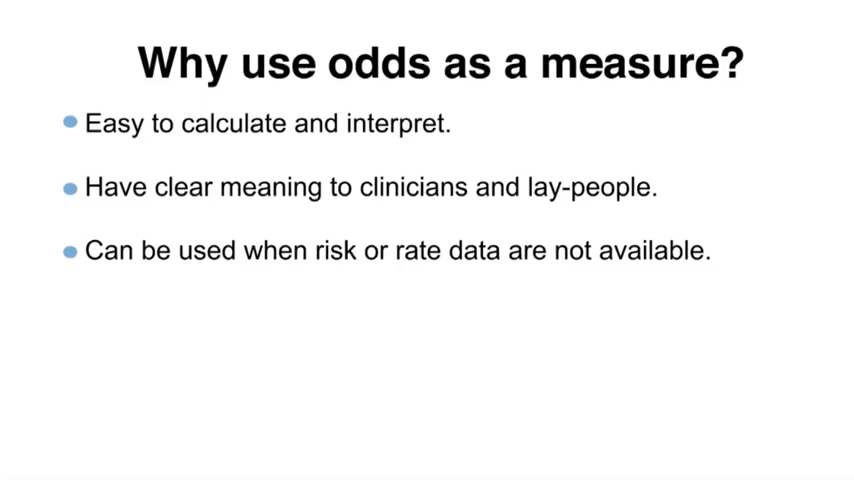 Why use odds as a measure?
Easy to calculate and interpret.
Have clear meaning to clinicians and lay-people.
Can be used when risk or rate data are not available.